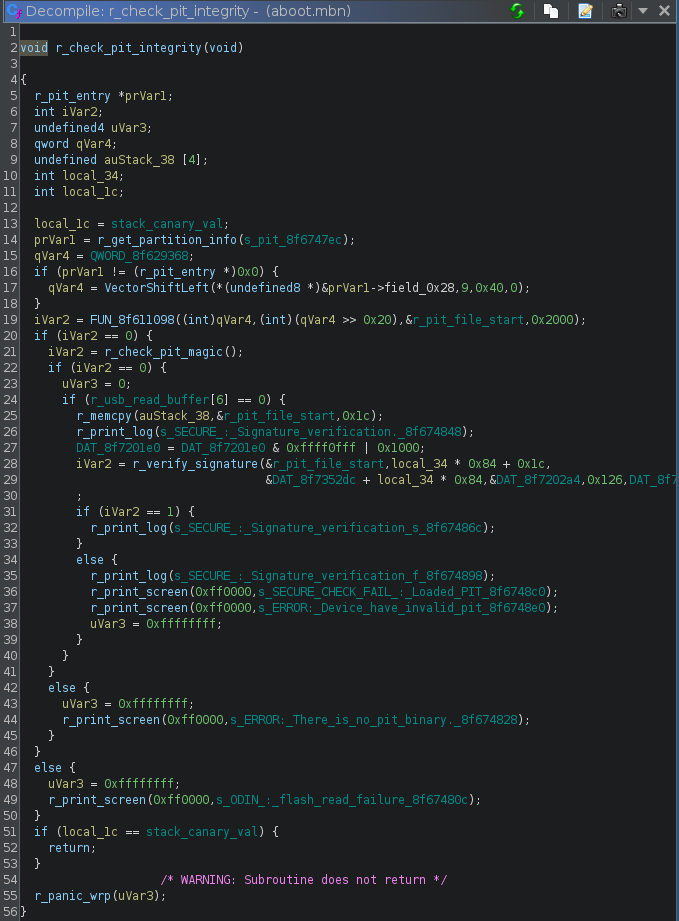 Decompile: r_check_pit_integrity - (aboot.mbn)
1
2 void r_check_pit_integrity(void)
3
4 {
5 r_pit_entry *prVar1;
6 int iVar2;
7 undefined4 uVar3;
8 qword qVar4;
9 undefined auStack_38 [4];
10 int local_34;
11 int local_1c;
12
13 local_1c = stack_canary_val;
14 prVar1 = r_get_partition_info(s_pit_8f6747ec);
15 qVar4 = QWORD_8f629368;
16 if (prVar1 != (r_pit_entry *)0x0) {
17 qVar4 = VectorShiftLeft(*(undefined8 *)&prVar1->field_0x28,9,0x40,0);
18 }
19 iVar2 = FUN_8f611098((int)qVar4,(int)(qVar4 >> 0x20),&r_pit_file_start,0x2000);
20 if (iVar2 == 0) {
21 iVar2 = r_check_pit_magic();
22 if (iVar2 == 0) {
23 uVar3 = 0;
24 if (r_usb_read_buffer[6] == 0) {
25 r_memcpy(auStack_38,&r_pit_file_start,0x1c);
26 r_print_log(s_SECURE_:_Signature_verification._8f674848);
27 DAT_8f7201e0 = DAT_8f7201e0 & 0xffff0fff | 0x1000;
28 iVar2 = r_verify_signature(&r_pit_file_start,local_34 * 0x84 + 0x1c,
29 &DAT_8f7352dc + local_34 * 0x84,&DAT_8f7202a4,0x126,DAT_8f7
30 ;
31 if (iVar2 == 1) {
32 r_print_log(s_SECURE_:_Signature_verification_s_8f67486c);
33 }
34 else {
35 r_print_log(s_SECURE_:_Signature_verification_f_8f674898);
36 r_print_screen(0xff0000,s_SECURE_CHECK_FAIL_:_Loaded_PIT_8f6748c0);
37 r_print_screen(0xff0000,s_ERROR:_Device_have_invalid_pit_8f6748e0);
38 uVar3 = 0xffffffff;
39 }
40 }
41 }
42 else {
43 uVar3 = 0xffffffff;
44 r_print_screen(0xff0000,s_ERROR:_There_is_no_pit_binary._8f674828);
45 }
46 }
47 else {
48 uVar3 = 0xffffffff;
49 r_print_screen(0xff0000,s_ODIN_:_flash_read_failure_8f67480c);
50 }
51 if (local_1c == stack_canary_val) {
52 return;
53 }
54 /* WARNING: Subroutine does not return */
55 r_panic_wrp(uVar3);
56 }